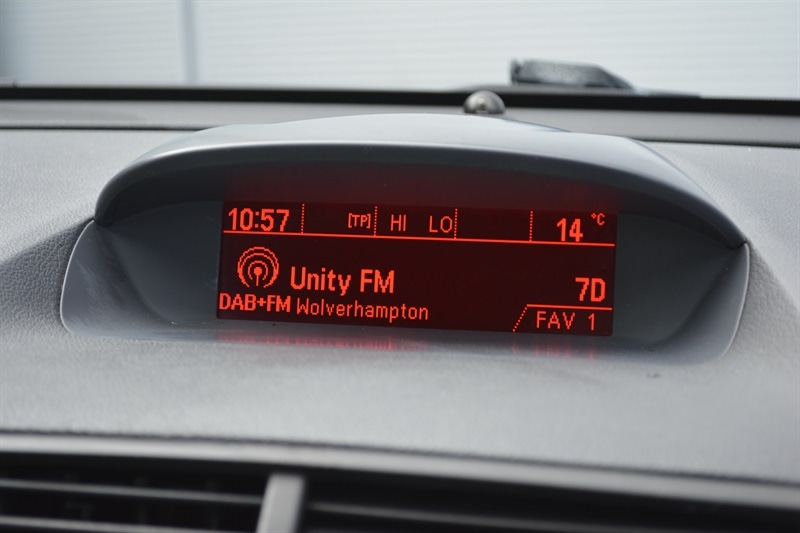 10:57 [TP] HI LO 14 °C
Unity FM 7D
DAB+FM Wolverhampton
FAV 1